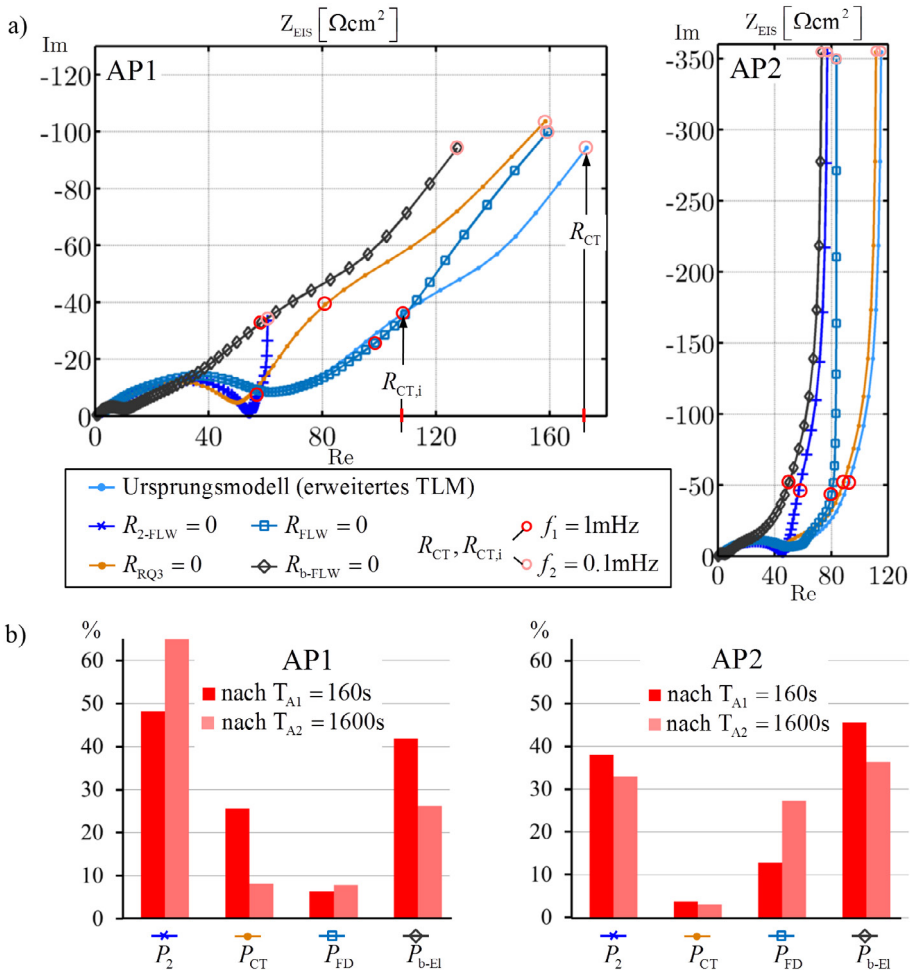 a)
Z_EIS [Ωcm²]
Im
AP1
-120
-100
-80
-60
-40
-20
0
0 40 80 120 160
Re
R_CT,i
R_CT
Z_EIS [Ωcm²]
Im
AP2
-350
-300
-250
-200
-150
-100
-50
0
0 40 80 120
Re
Ursprungsmodell (erweitertes TLM)
R_2-FLW = 0
R_FLW = 0
R_RQ3 = 0
R_b-FLW = 0
R_CT, R_CT,i
f₁ = 1mHz
f₂ = 0.1mHz
b)
%
AP1
60
50
40
30
20
10
0
nach T_A1 = 160s
nach T_A2 = 1600s
P_2 P_CT P_FD P_b-El
%
AP2
60
50
40
30
20
10
0
nach T_A1 = 160s
nach T_A2 = 1600s
P_2 P_CT P_FD P_b-El